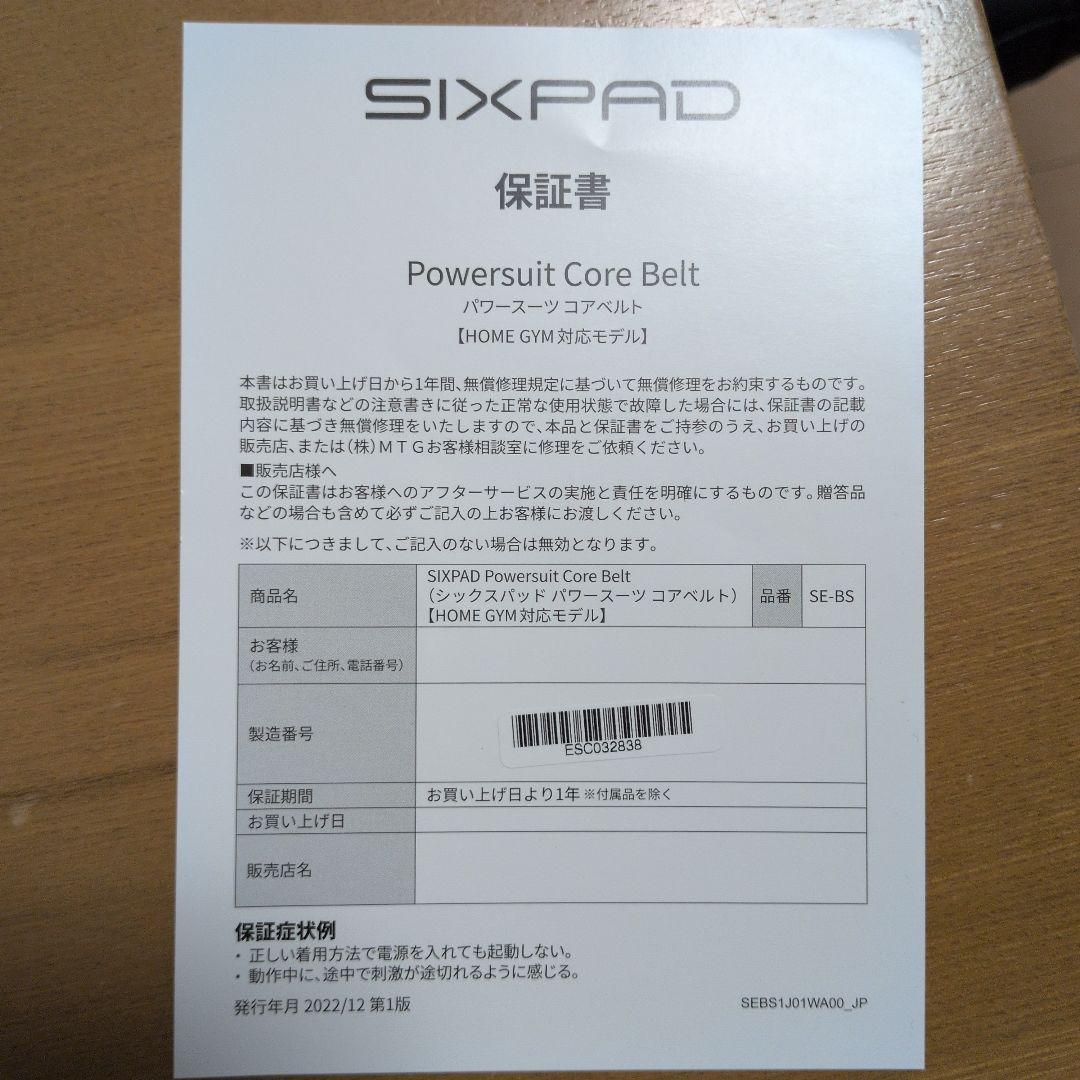 SIXPAD
保証書
Powersuit Core Belt
パワースーツ コアベルト
【HOME GYM対応モデル】
本書はお買い上げ日から1年間、無償修理規定に基づいて無償修理をお約束するものです。
取扱説明書などの注意書きに従った正常な使用状態で故障した場合には、保証書の記載
内容に基づき無償修理をいたしますので、本品と保証書をご持参のうえ、お買い上げの
販売店、または（株）MTGお客様相談室に修理をご依頼ください。
■販売店様へ
この保証書はお客様へのアフターサービスの実施と責任を明確にするものです。贈答品
などの場合も含めて必ずご記入の上お客様にお渡しください。
※以下につきまして、ご記入のない場合は無効となります。
商品名
SIXPAD Powersuit Core Belt
（シックスパッド パワースーツ コアベルト）
【HOME GYM対応モデル】
品番
SE-BS
お客様
（お名前、ご住所、電話番号）
製造番号
ESC032838
保証期間
お買い上げ日より1年 ※付属品を除く
お買い上げ日
販売店名
保証症状例
・正しい着用方法で電源を入れても起動しない。
・動作中に、途中で刺激が途切れるように感じる。
発行年月 2022/12 第1版
SEBS1J01WA00_JP